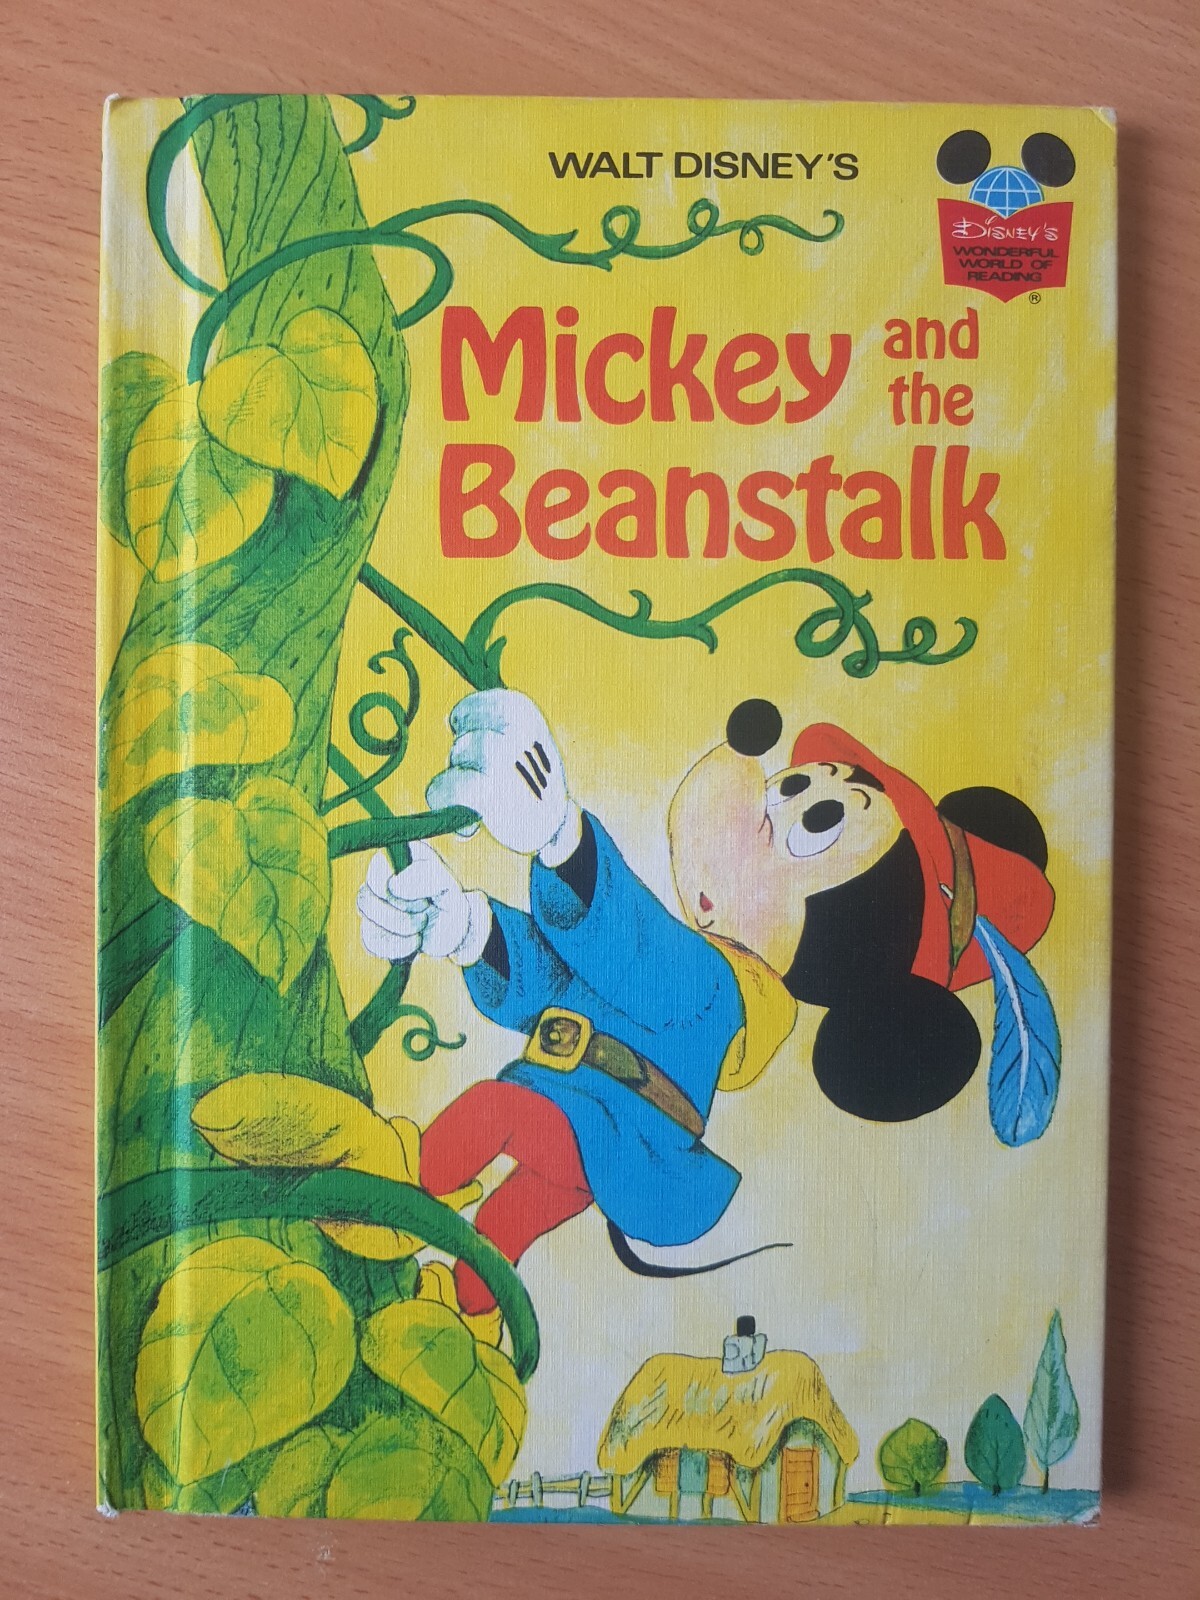 WALT DISNEY'S
DISNEY'S
WONDERFUL
WORLD OF
READING
®
Mickey and
the
Beanstalk